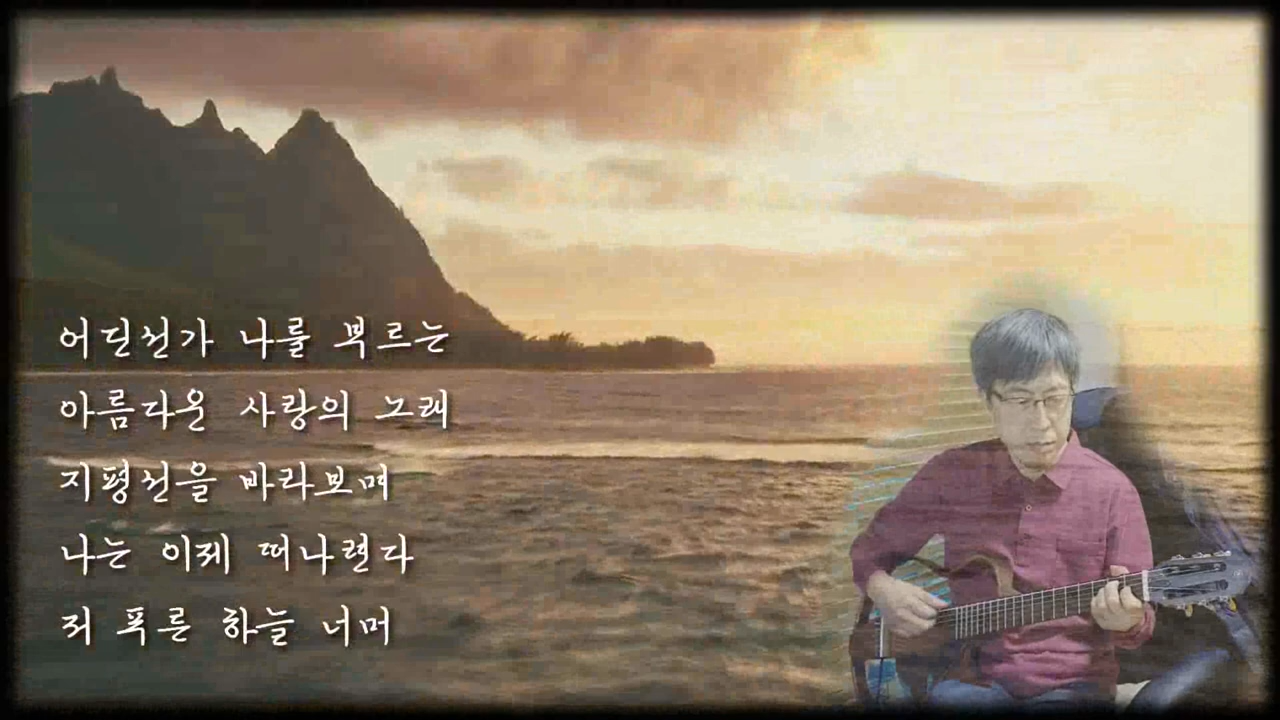 어딘선가 나를 부르는
아름다운 사랑의 노래
지평선을 바라보며
나는 이제 떠나련다
저 푸른 하늘 너머